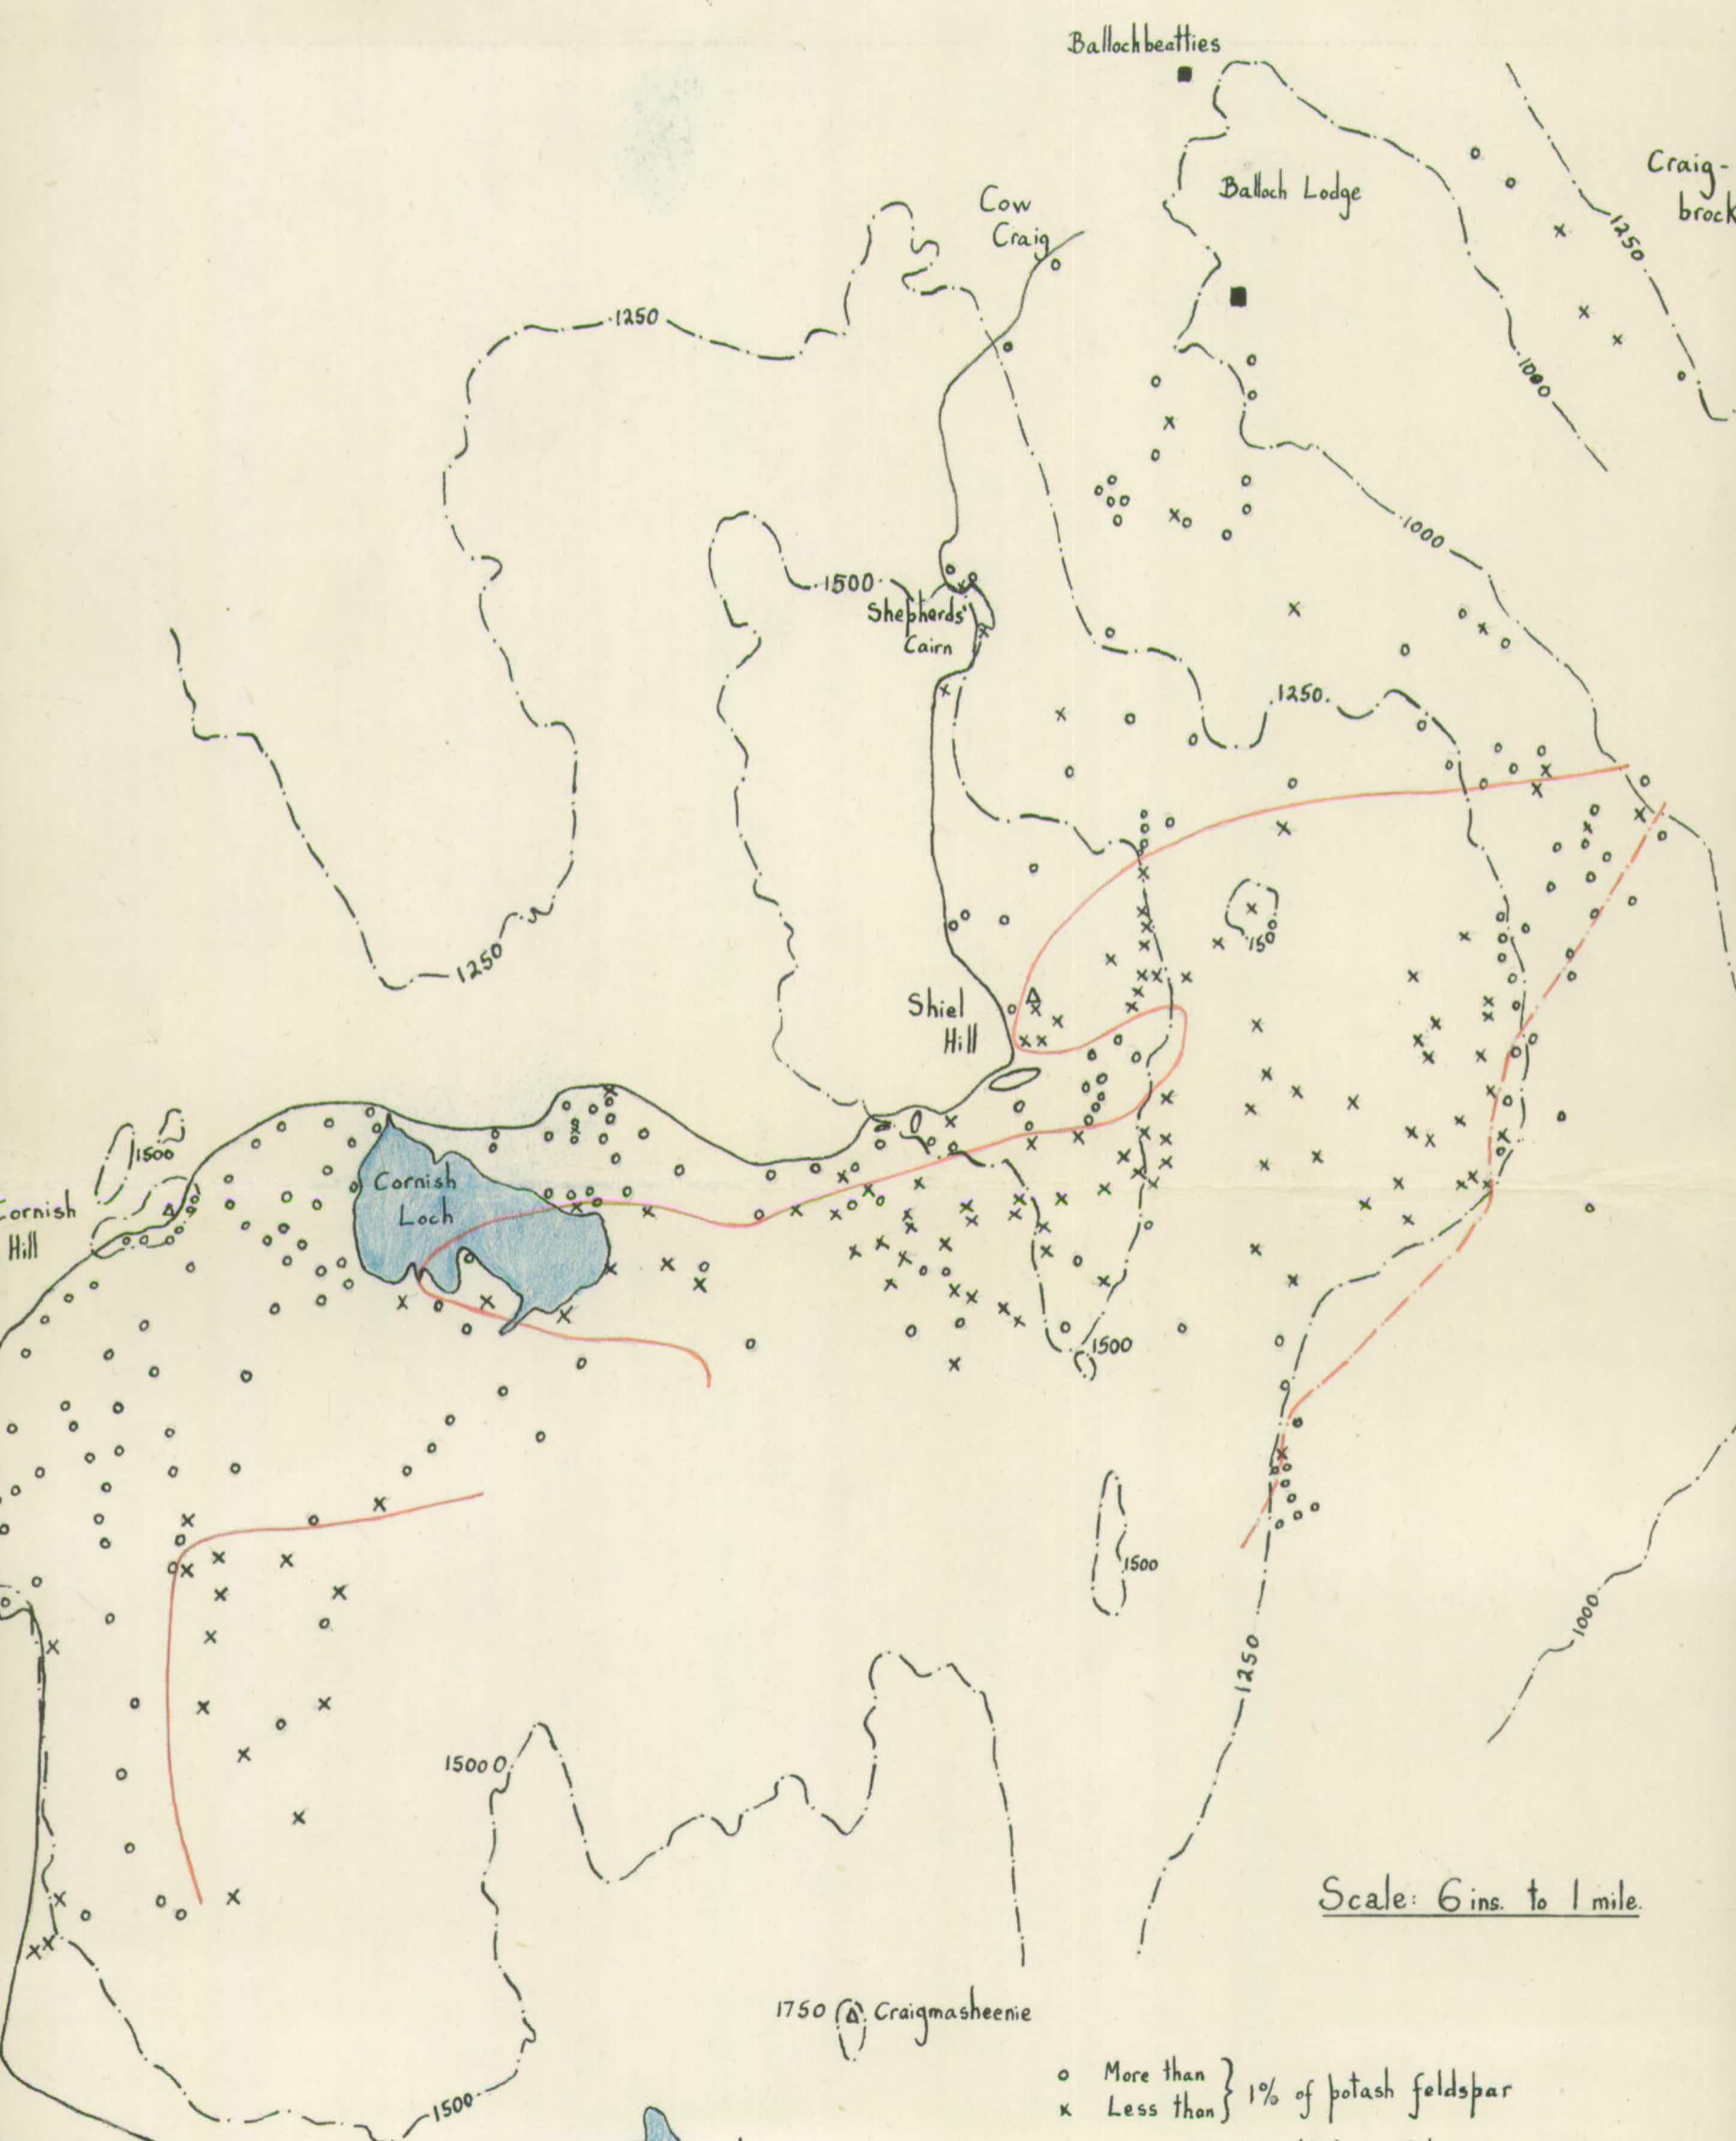 Ballochbeatties
Craig-
brock
Balloch Lodge
Cow
Craig
1250
1250
1000
1000
1500
Shepherds'
Cairn
1250
1250
150
Shiel
Hill
1500
Cornish
Loch
Cornish
Hill
1500
1500
1250
1000
15000
Scale: 6 ins. to 1 mile.
1750
Craigmasheenie
o More than
x Less than
} 1% of potash feldspar
1500